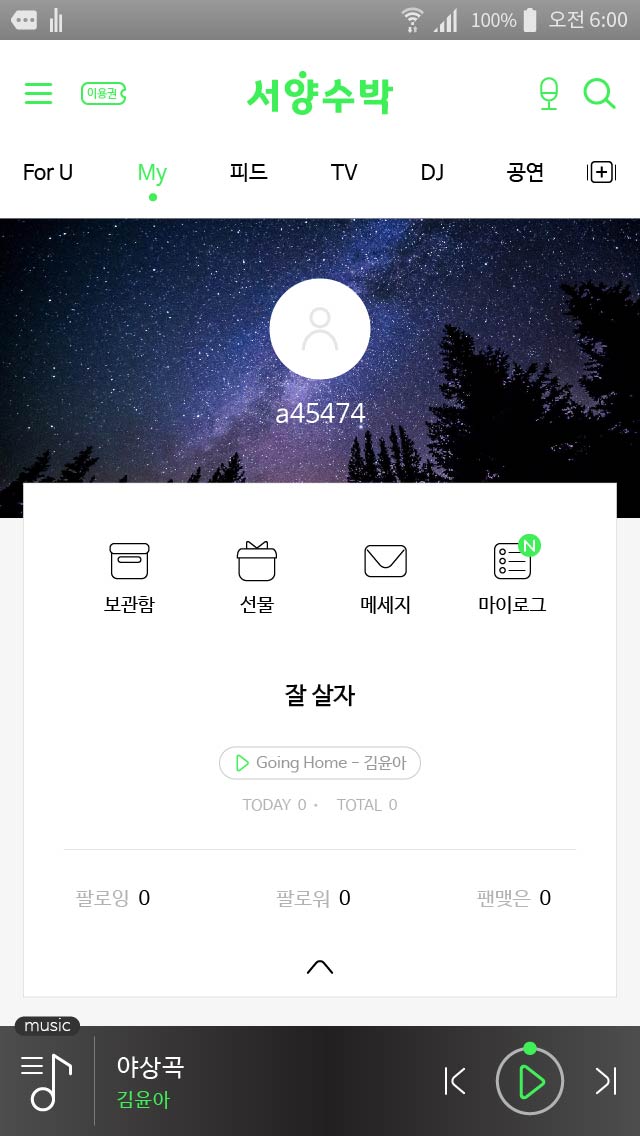 100% 오전 6:00
이용권 서양수박
For U My 피드 TV DJ 공연
a45474
보관함 선물 메세지 마이로그
N
잘 살자
Going Home - 김윤아
TODAY 0 · TOTAL 0
팔로잉 0 팔로워 0 팬맺은 0
music
야상곡
김윤아